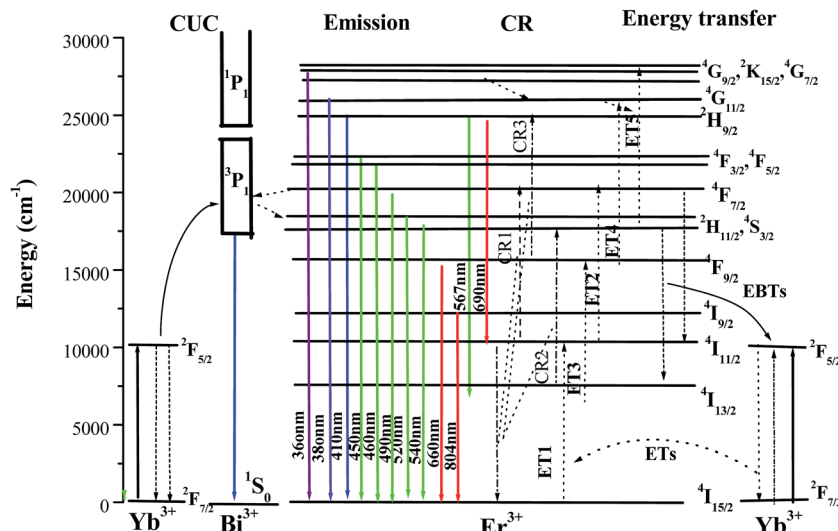 CUC Emission CR Energy transfer
Energy (cm⁻¹)
30000
25000
20000
15000
10000
5000
0
¹P₁
³P₁
¹S₀
²F₅/₂
²F₇/₂
Yb³⁺
Bi³⁺
Er³⁺
36onm
38onm
410nm
450nm
460nm
490nm
520nm
540nm
660nm
804nm
567nm
690nm
CR1
CR2
CR3
ET1
ET2
ET3
ET4
ET5
⁴G₉/₂,²K₁₅/₂,⁴G₇/₂
⁴G₁₁/₂
²H₉/₂
⁴F₃/₂,⁴F₅/₂
⁴F₇/₂
²H₁₁/₂,⁴S₃/₂
⁴F₉/₂
⁴I₉/₂
⁴I₁₁/₂
⁴I₁₃/₂
⁴I₁₅/₂
EBTs
ETs
²F₅/₂
²F₇/₂
Yb³⁺